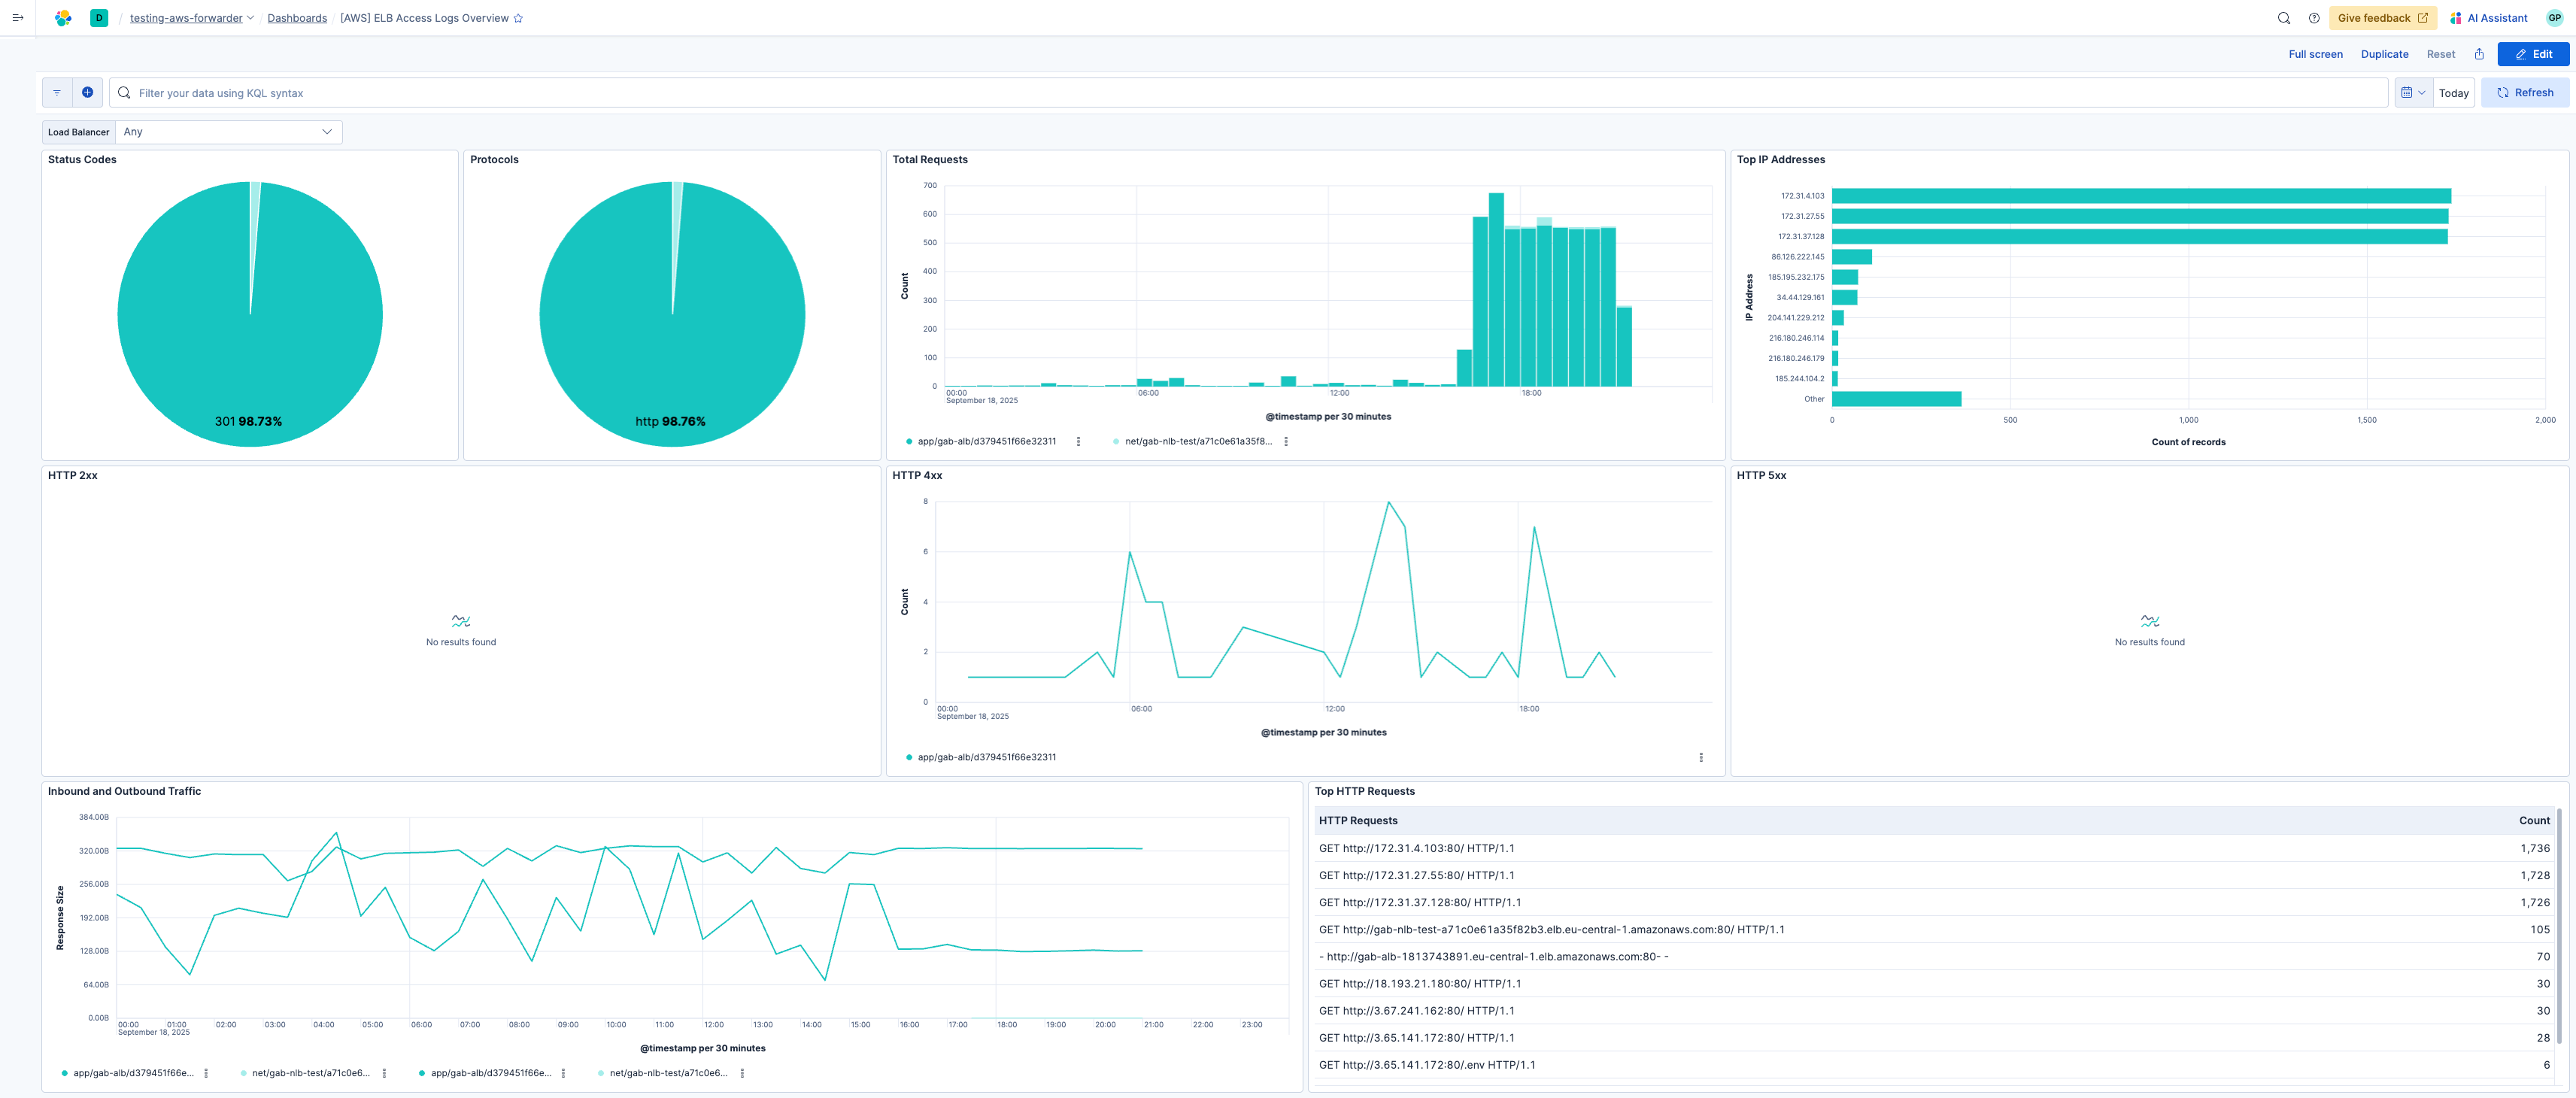 D / testing-aws-forwarder / Dashboards / [AWS] ELB Access Logs Overview
Give feedback
AI Assistant
GP
Full screen
Duplicate
Reset
Edit
Filter your data using KQL syntax
Today
Refresh
Load Balancer
Any
Status Codes
301 98.73%
Protocols
http 98.76%
Total Requests
Count
700
600
500
400
300
200
100
0
00:00
06:00
12:00
18:00
September 18, 2025
@timestamp per 30 minutes
app/gab-alb/d379451f66e32311
net/gab-nlb-test/a71c0e61a35f8...
Top IP Addresses
IP Address
172.31.4.103
172.31.27.55
172.31.37.128
86.126.222.145
185.195.232.175
34.44.129.161
204.141.229.212
216.180.246.114
216.180.246.179
185.244.104.2
Other
0
500
1,000
1,500
2,000
Count of records
HTTP 2xx
No results found
HTTP 4xx
Count
8
6
4
2
0
00:00
06:00
12:00
18:00
September 18, 2025
@timestamp per 30 minutes
app/gab-alb/d379451f66e32311
HTTP 5xx
No results found
Inbound and Outbound Traffic
Response Size
384.00B
320.00B
256.00B
192.00B
128.00B
64.00B
0.00B
00:00
01:00
02:00
03:00
04:00
05:00
06:00
07:00
08:00
09:00
10:00
11:00
12:00
13:00
14:00
15:00
16:00
17:00
18:00
19:00
20:00
21:00
22:00
23:00
September 18, 2025
@timestamp per 30 minutes
app/gab-alb/d379451f66e...
net/gab-nlb-test/a71c0e6...
app/gab-alb/d379451f66e...
net/gab-nlb-test/a71c0e6...
Top HTTP Requests
HTTP Requests Count
GET http://172.31.4.103:80/ HTTP/1.1 1,736
GET http://172.31.27.55:80/ HTTP/1.1 1,728
GET http://172.31.37.128:80/ HTTP/1.1 1,726
GET http://gab-nlb-test-a71c0e61a35f82b3.elb.eu-central-1.amazonaws.com:80/ HTTP/1.1 105
- http://gab-alb-1813743891.eu-central-1.elb.amazonaws.com:80- - 70
GET http://18.193.21.180:80/ HTTP/1.1 30
GET http://3.67.241.162:80/ HTTP/1.1 30
GET http://3.65.141.172:80/ HTTP/1.1 28
GET http://3.65.141.172:80/.env HTTP/1.1 6